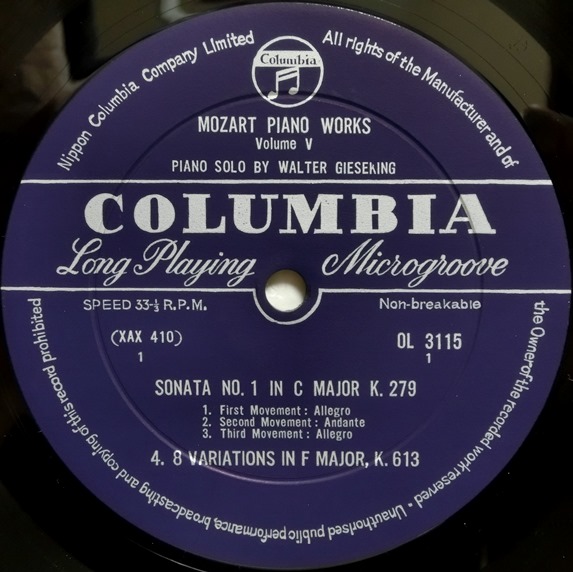 Nippon Columbia Company Limited
All rights of the Manufacturer and of
the Owner of the recorded work reserved · Unauthorised public performance, broadcasting and copying of this record prohibited
Columbia
MOZART PIANO WORKS
Volume V
PIANO SOLO BY WALTER GIESEKING
COLUMBIA
Long Playing Microgroove
SPEED 33-⅓ R.P.M. Non-breakable
(XAX 410) OL 3115
1 1
SONATA NO. 1 IN C MAJOR K. 279
1. First Movement : Allegro
2. Second Movement : Andante
3. Third Movement : Allegro
4. 8 VARIATIONS IN F MAJOR, K. 613